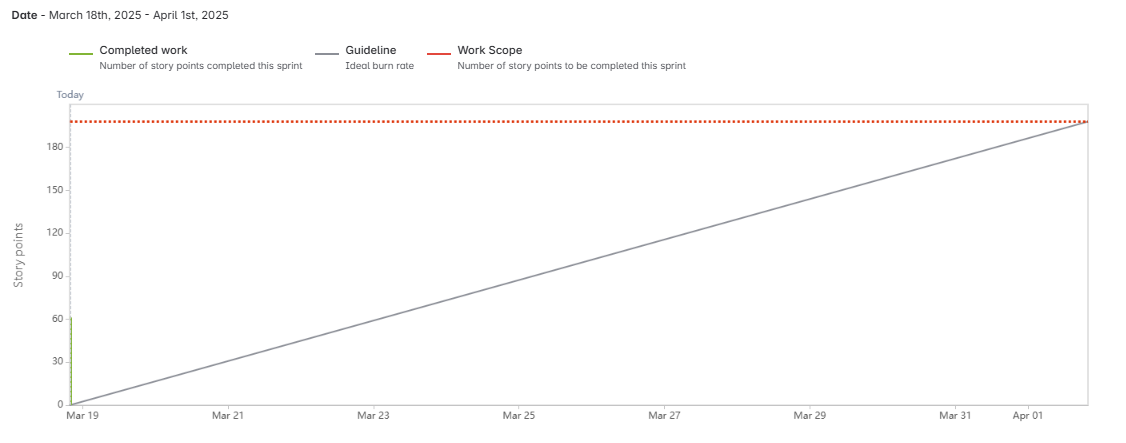 Date - March 18th, 2025 - April 1st, 2025
Completed work
Number of story points completed this sprint
Guideline
Ideal burn rate
Work Scope
Number of story points to be completed this sprint
Today
180
150
120
90
60
30
0
Story points
Mar 19 Mar 21 Mar 23 Mar 25 Mar 27 Mar 29 Mar 31 Apr 01